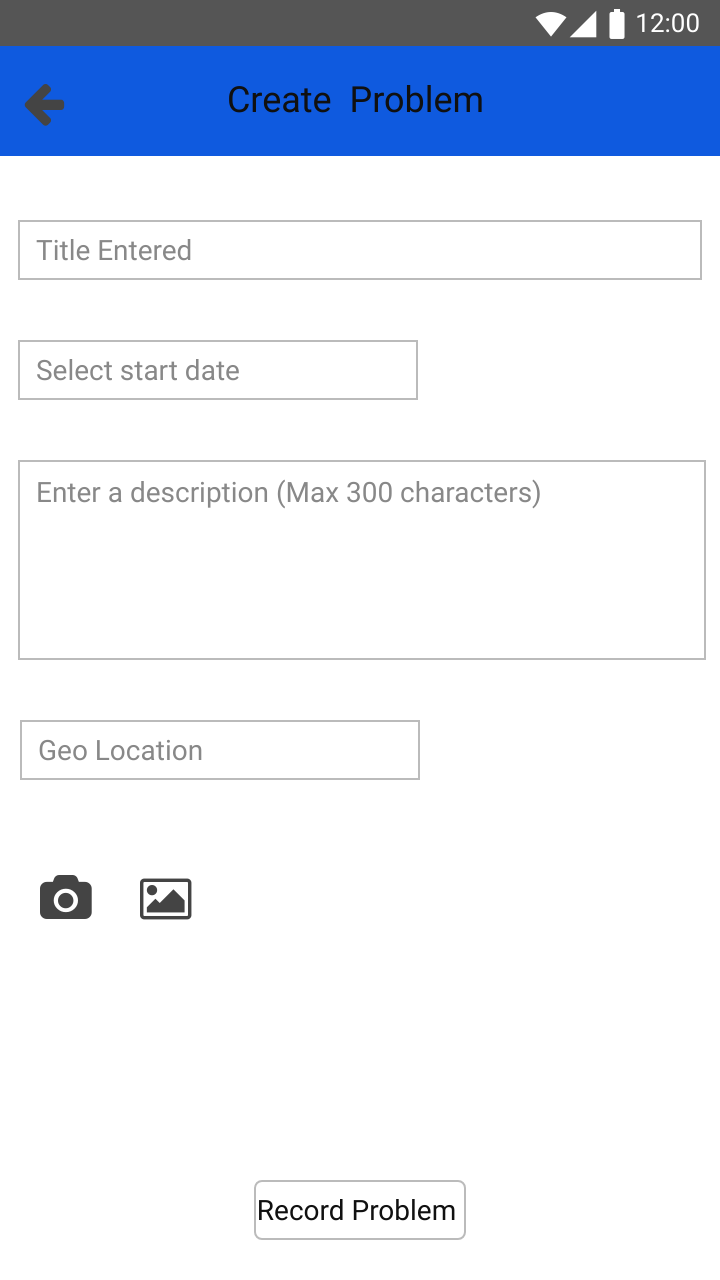 12:00
Create Problem
Title Entered
Select start date
Enter a description (Max 300 characters)
Geo Location
Record Problem